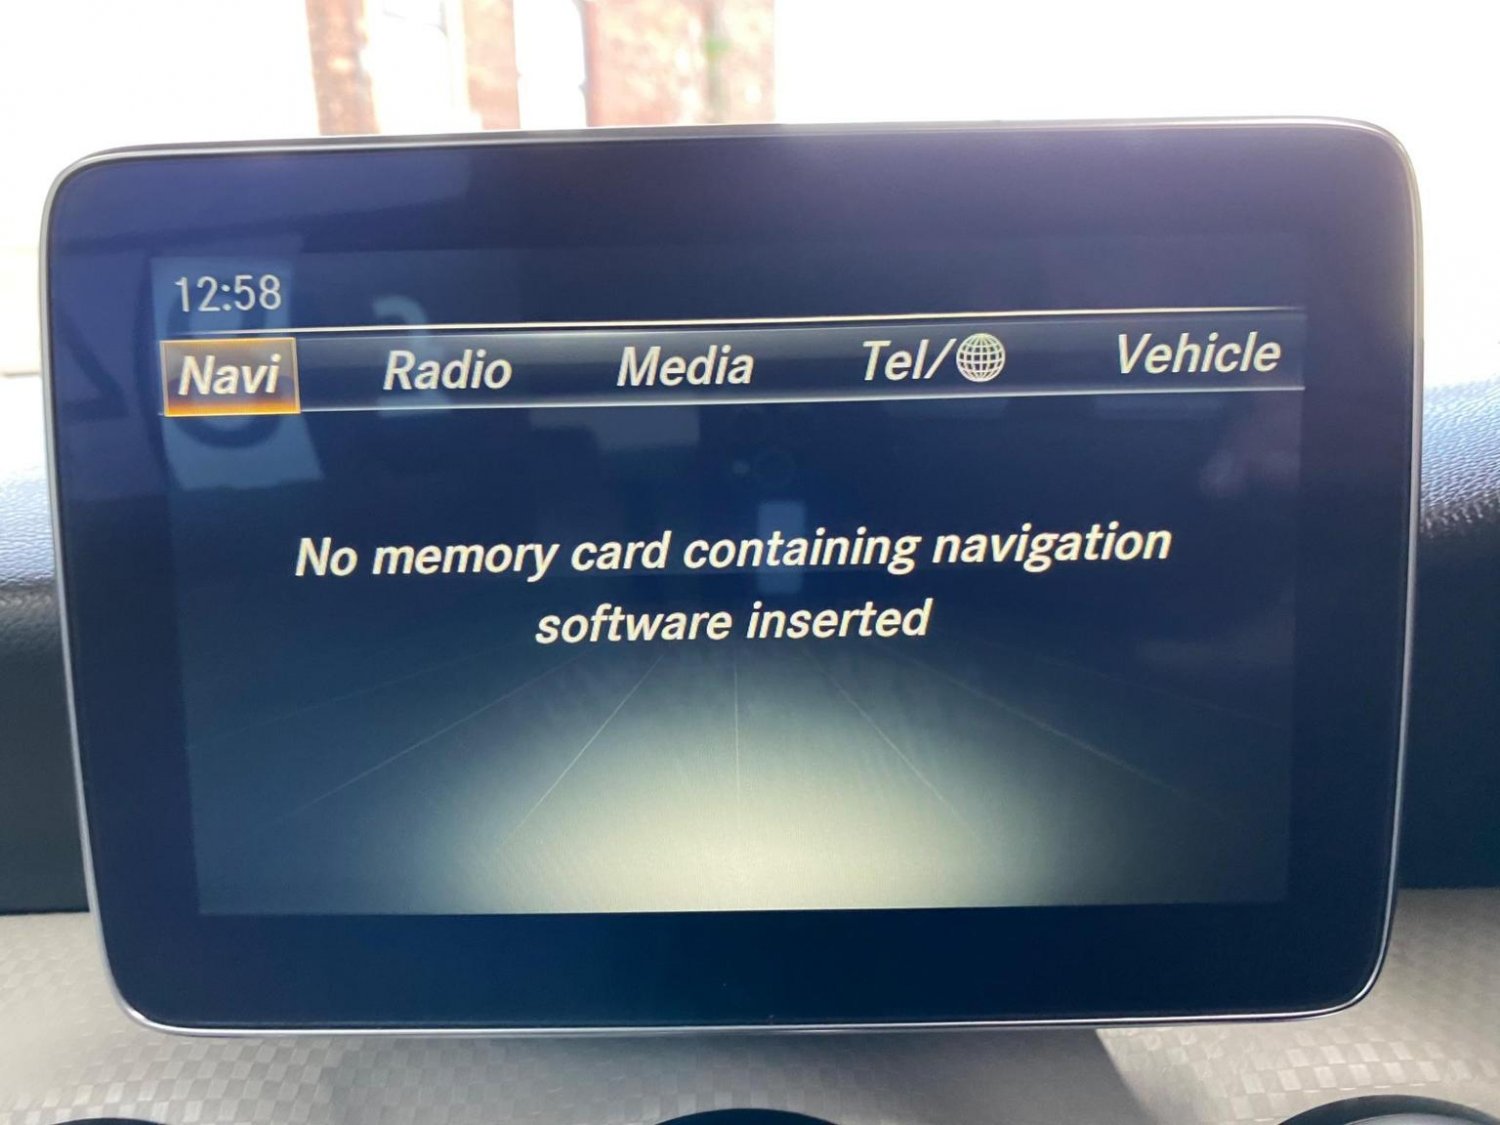 12:58
Navi Radio Media Tel/ Vehicle
No memory card containing navigation
software inserted